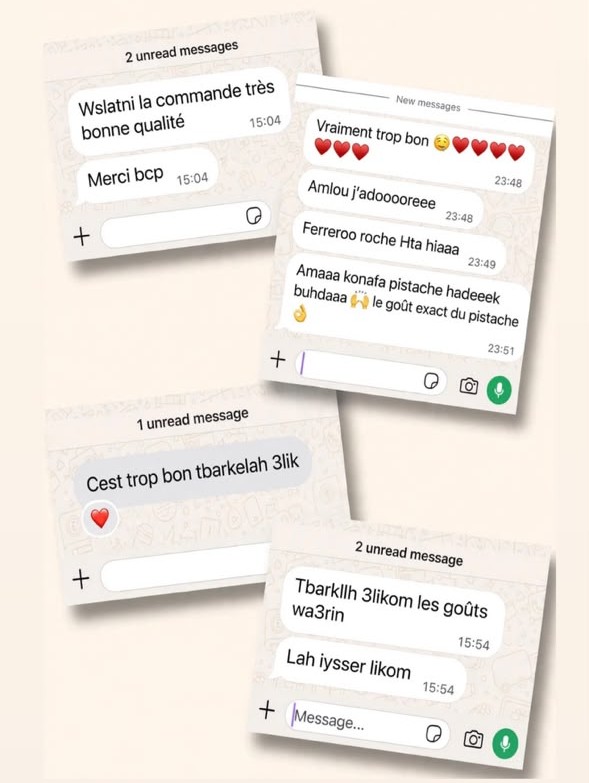 2 unread messages
Wslatni la commande très
bonne qualité
15:04
Merci bcp
15:04
New messages
Vraiment trop bon 🤤♥️♥️♥️♥️
♥️♥️♥️
23:48
Amlou j'adooooreee
23:48
Ferreroo roche Hta hiaaa
23:49
Amaaa konafa pistache hadeeek
buhdaaa 🙌 le goût exact du pistache
👌
23:51
1 unread message
Cest trop bon tbarkelah 3lik
❤️
2 unread message
Tbarkllh 3likom les goûts
wa3rin
15:54
Lah iysser likom
15:54
Message...